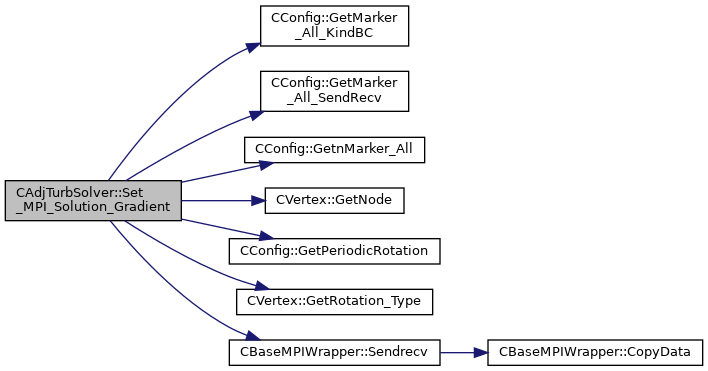 CConfig::GetMarker
_All_KindBC
CConfig::GetMarker
_All_SendRecv
CConfig::GetnMarker_All
CAdjTurbSolver::Set
_MPI_Solution_Gradient
CVertex::GetNode
CConfig::GetPeriodicRotation
CVertex::GetRotation_Type
CBaseMPIWrapper::Sendrecv
CBaseMPIWrapper::CopyData